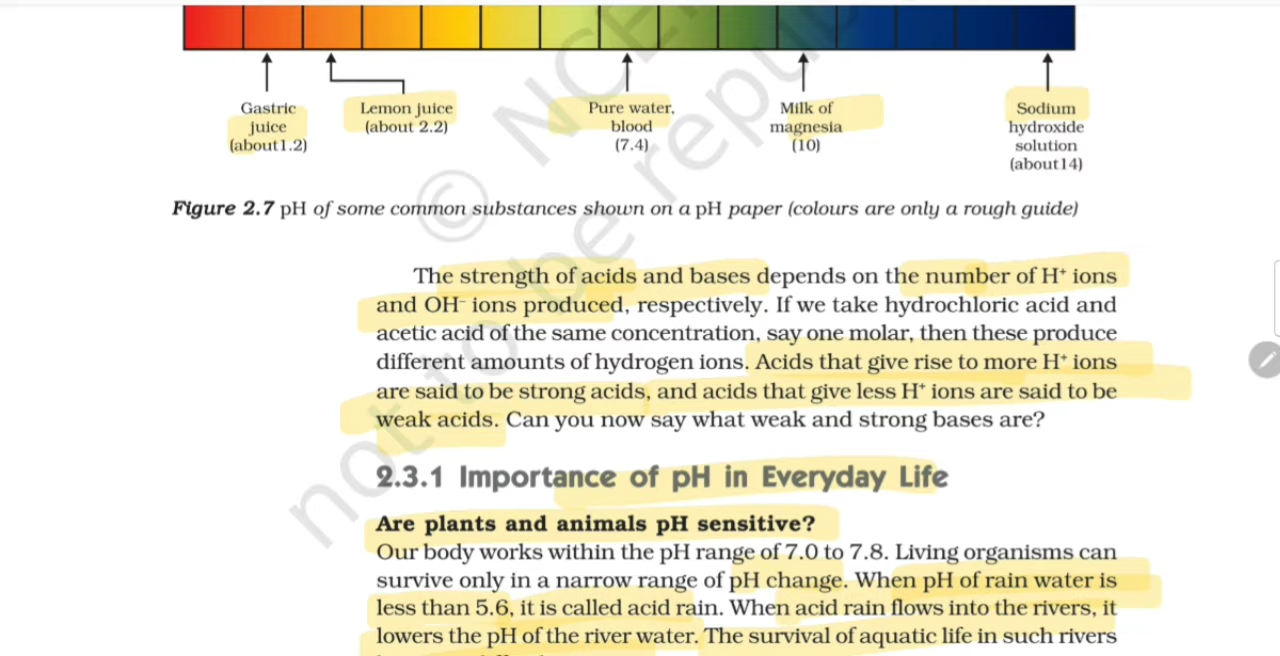 Gastric
juice
(about1.2)
Lemon juice
(about 2.2)
Pure water,
blood
(7.4)
Milk of
magnesia
(10)
Sodium
hydroxide
solution
(about14)
Figure 2.7 pH of some common substances shown on a pH paper (colours are only a rough guide)
The strength of acids and bases depends on the number of H⁺ ions
and OH⁻ ions produced, respectively. If we take hydrochloric acid and
acetic acid of the same concentration, say one molar, then these produce
different amounts of hydrogen ions. Acids that give rise to more H⁺ ions
are said to be strong acids, and acids that give less H⁺ ions are said to be
weak acids. Can you now say what weak and strong bases are?
2.3.1 Importance of pH in Everyday Life
Are plants and animals pH sensitive?
Our body works within the pH range of 7.0 to 7.8. Living organisms can
survive only in a narrow range of pH change. When pH of rain water is
less than 5.6, it is called acid rain. When acid rain flows into the rivers, it
lowers the pH of the river water. The survival of aquatic life in such rivers
© NCE
not to be repu